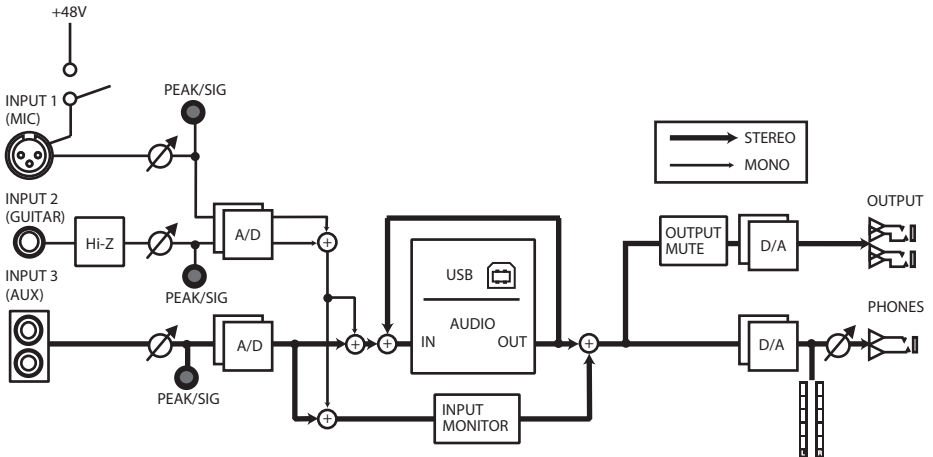 +48V
INPUT 1
(MIC)
PEAK/SIG
STEREO
MONO
INPUT 2
(GUITAR)
Hi-Z
A/D
PEAK/SIG
OUTPUT
OUTPUT
MUTE
D/A
USB
AUDIO
IN
OUT
INPUT 3
(AUX)
A/D
PEAK/SIG
INPUT
MONITOR
D/A
PHONES